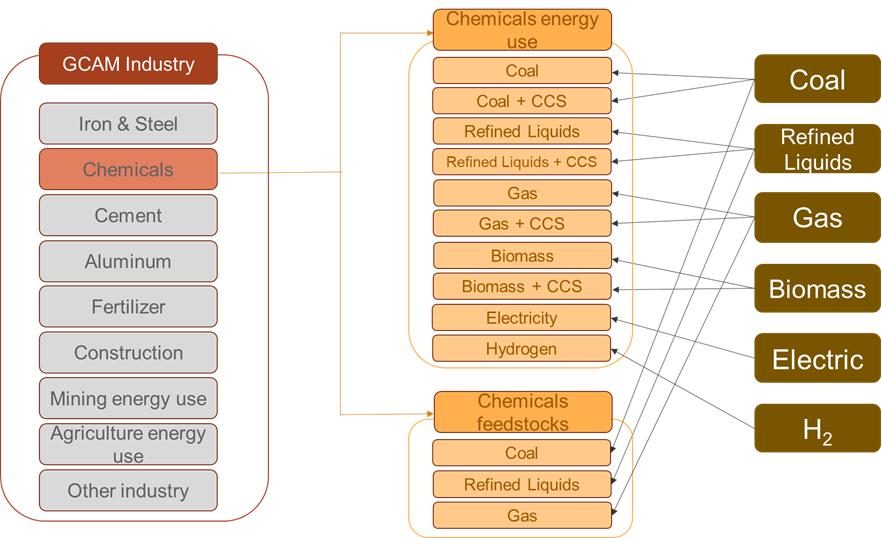 GCAM Industry
Iron & Steel
Chemicals
Cement
Aluminum
Fertilizer
Construction
Mining energy use
Agriculture energy
use
Other industry
Chemicals energy
use
Coal
Coal + CCS
Refined Liquids
Refined Liquids + CCS
Gas
Gas + CCS
Biomass
Biomass + CCS
Electricity
Hydrogen
Chemicals
feedstocks
Coal
Refined Liquids
Gas
Coal
Refined
Liquids
Gas
Biomass
Electric
H₂